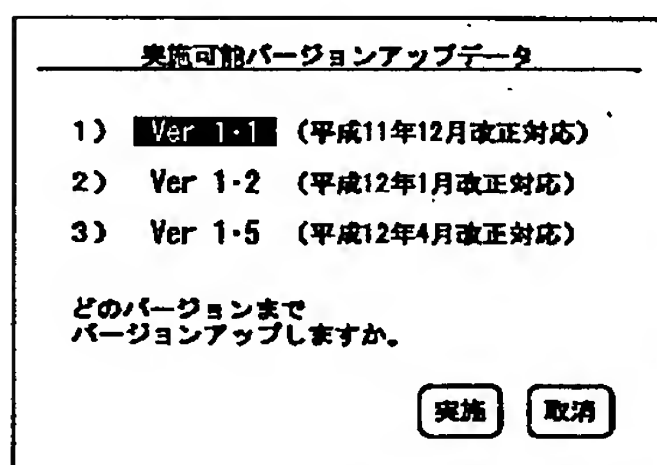 実施可能バージョンアップデータ
1) Ver 1・1 (平成11年12月改正対応)
2) Ver 1・2 (平成12年1月改正対応)
3) Ver 1・5 (平成12年4月改正対応)
どのバージョンまで
バージョンアップしますか。
実施 取消